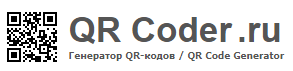 QR Coder.ru
Генератор QR-кодов / QR Code Generator